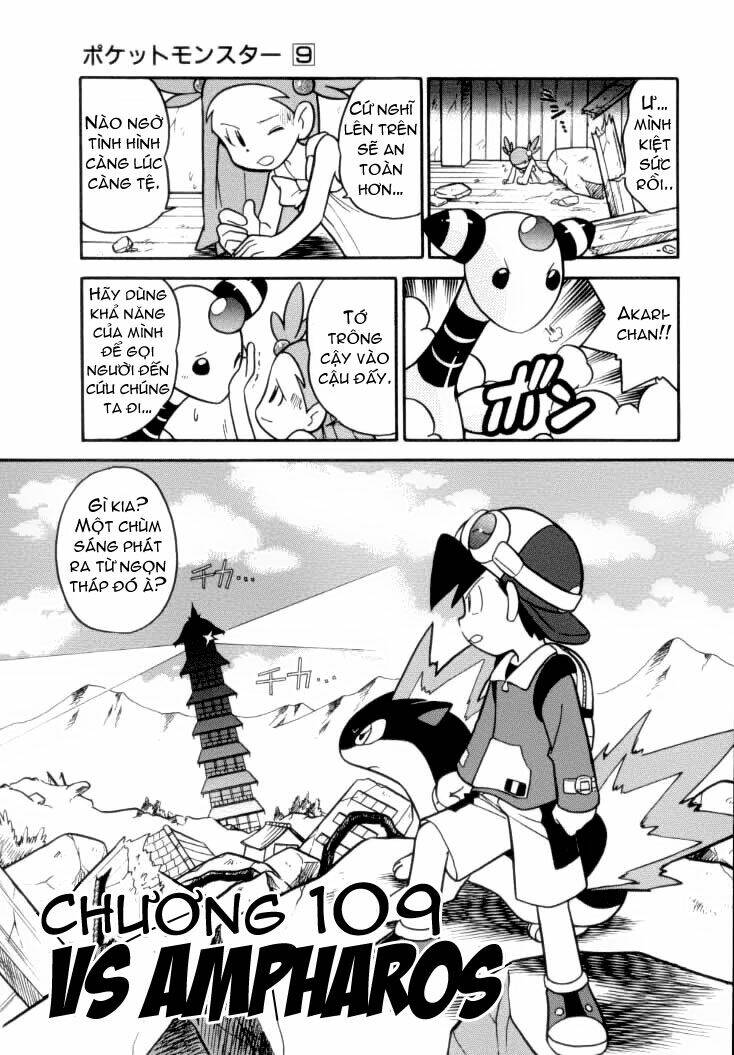 ポケットモンスター 9
Ư...
MÌNH
KIỆT
SỨC
RỒI..
CỨ NGHĨ
LÊN TRÊN
SẼ AN
TOÀN
HƠN...
NÀO NGỜ
TÌNH HÌNH
CÀNG LÚC
CÀNG TỆ.
AKARI-
CHAN!!
ボン
TỚ
TRÔNG
CẬY VÀO
CẬU ĐẤY.
HÃY DÙNG
KHẢ NĂNG
CỦA MÌNH
ĐỂ GỌI
NGƯỜI ĐẾN
CỨU CHÚNG
TA ĐI...
GÌ KIA?
MỘT CHÙM
SÁNG PHÁT
RA TỪ NGỌN
THÁP ĐÓ À?
チカ...
チカ...
CHƯƠNG 109
VS AMPHAROS